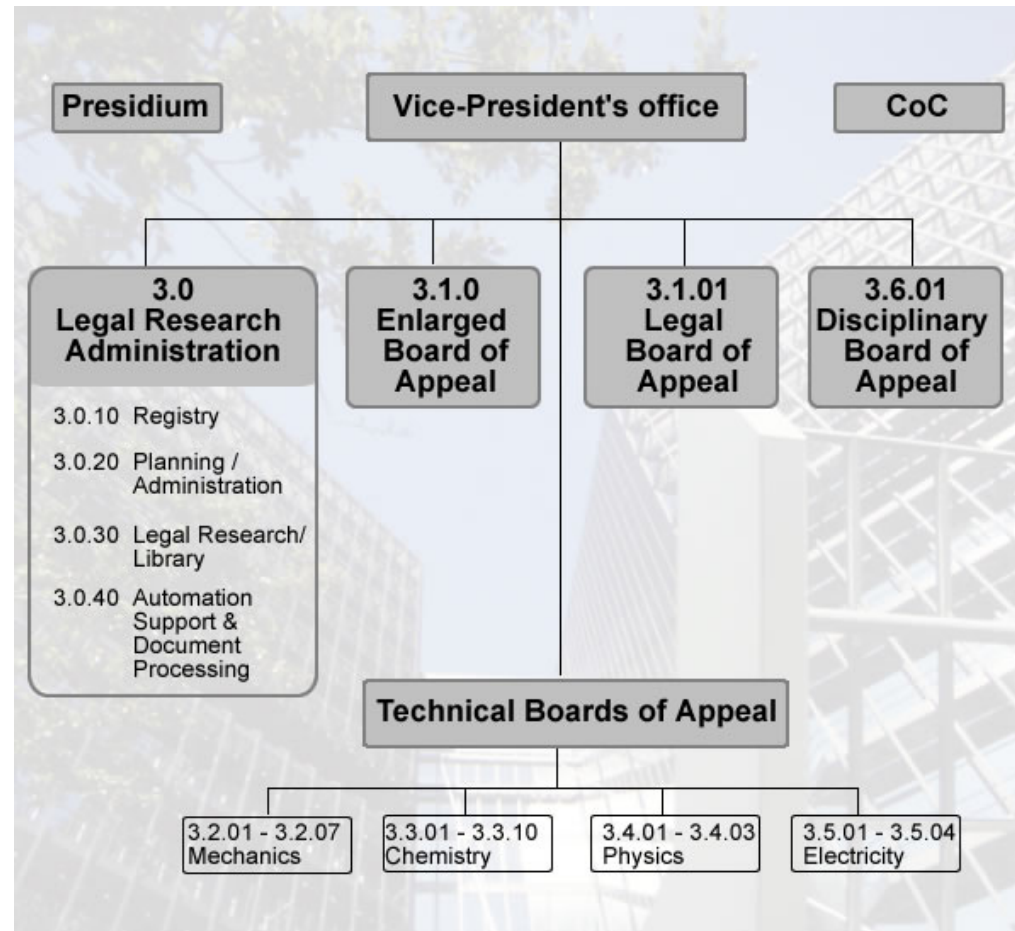 Presidium
Vice-President's office
CoC
3.0
Legal Research
Administration
3.0.10 Registry
3.0.20 Planning /
Administration
3.0.30 Legal Research/
Library
3.0.40 Automation
Support &
Document
Processing
3.1.0
Enlarged
Board of
Appeal
3.1.01
Legal
Board of
Appeal
3.6.01
Disciplinary
Board of
Appeal
Technical Boards of Appeal
3.2.01 - 3.2.07
Mechanics
3.3.01 - 3.3.10
Chemistry
3.4.01 - 3.4.03
Physics
3.5.01 - 3.5.04
Electricity